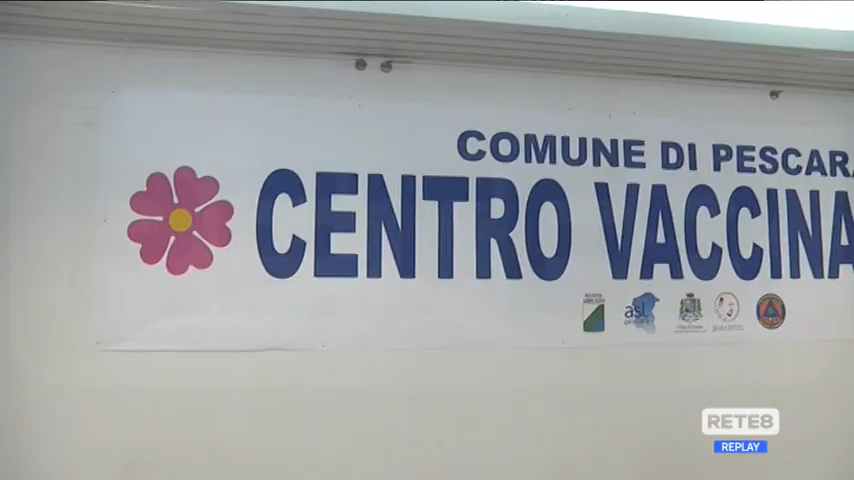 COMUNE DI PESCARA
CENTRO VACCINA
asl
RETE8
REPLAY